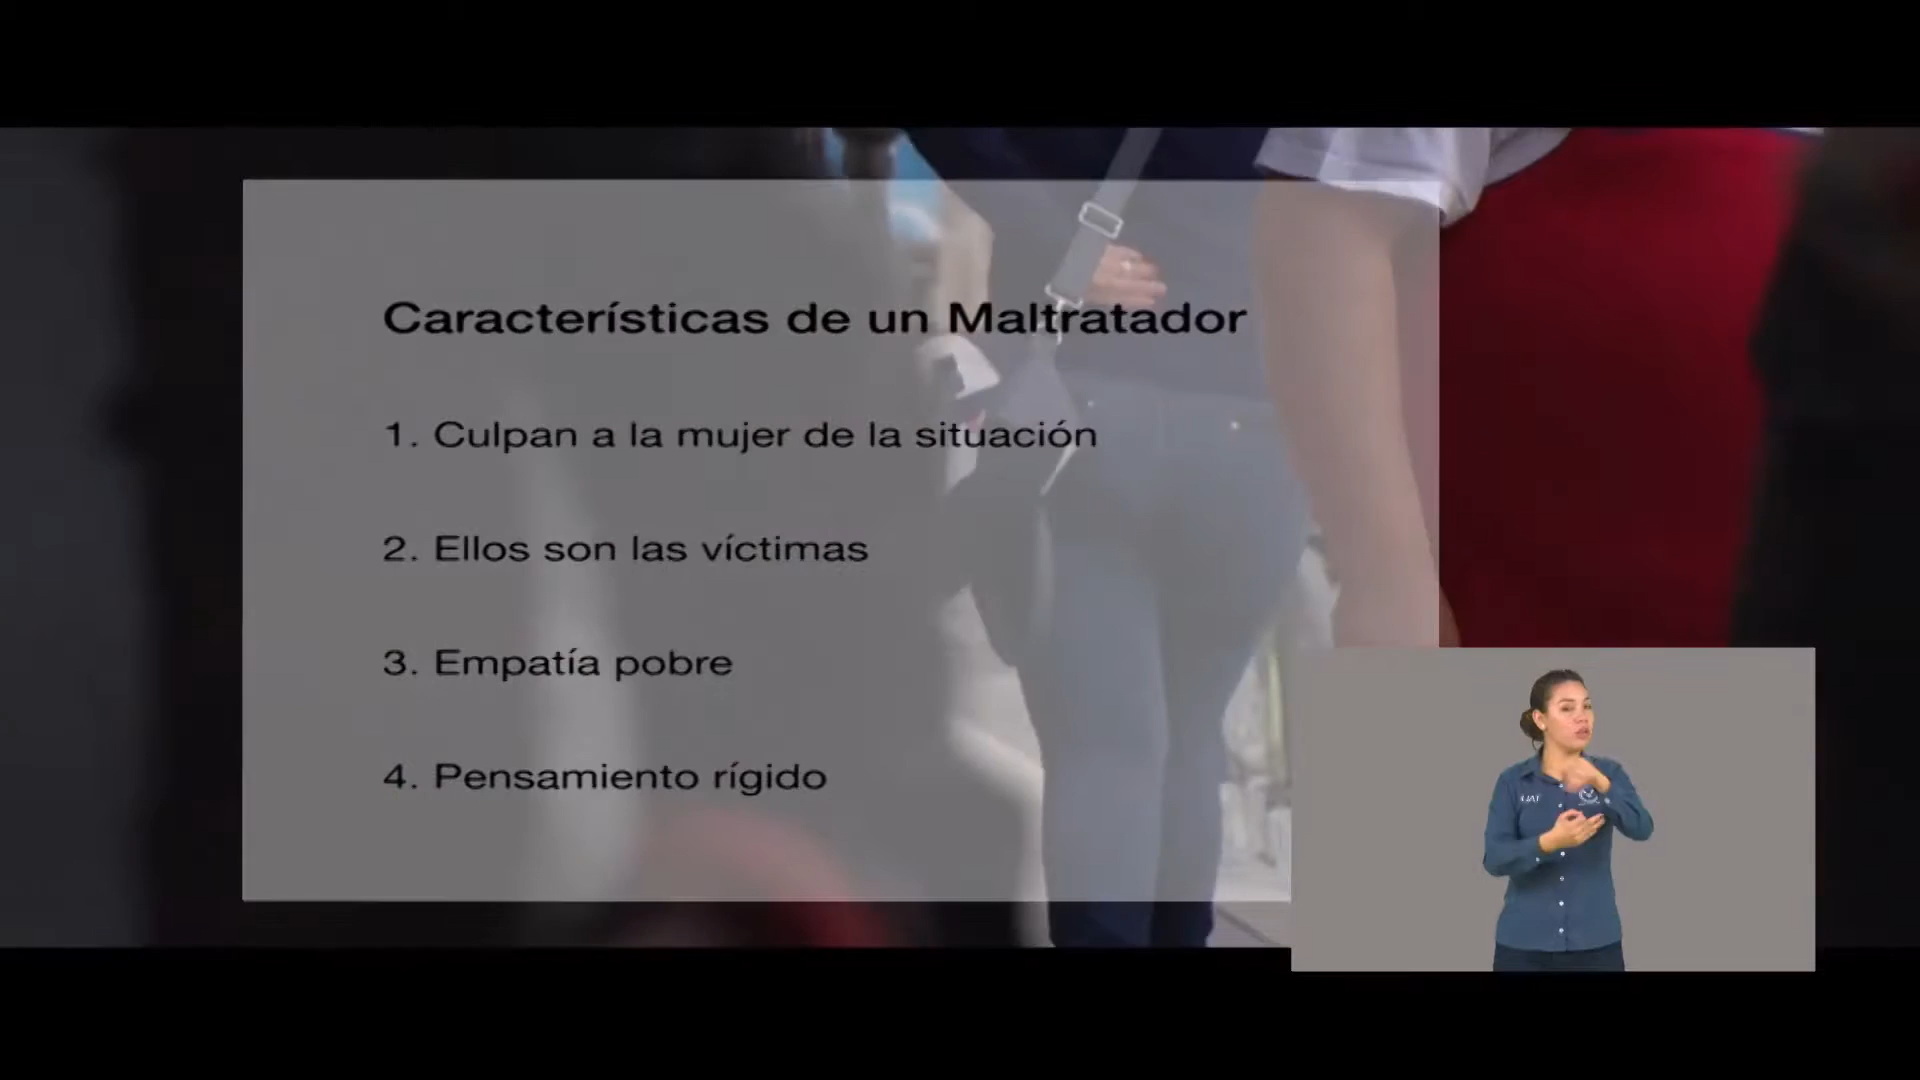 Características de un Maltratador
1. Culpan a la mujer de la situación
2. Ellos son las víctimas
3. Empatía pobre
4. Pensamiento rígido
UAT